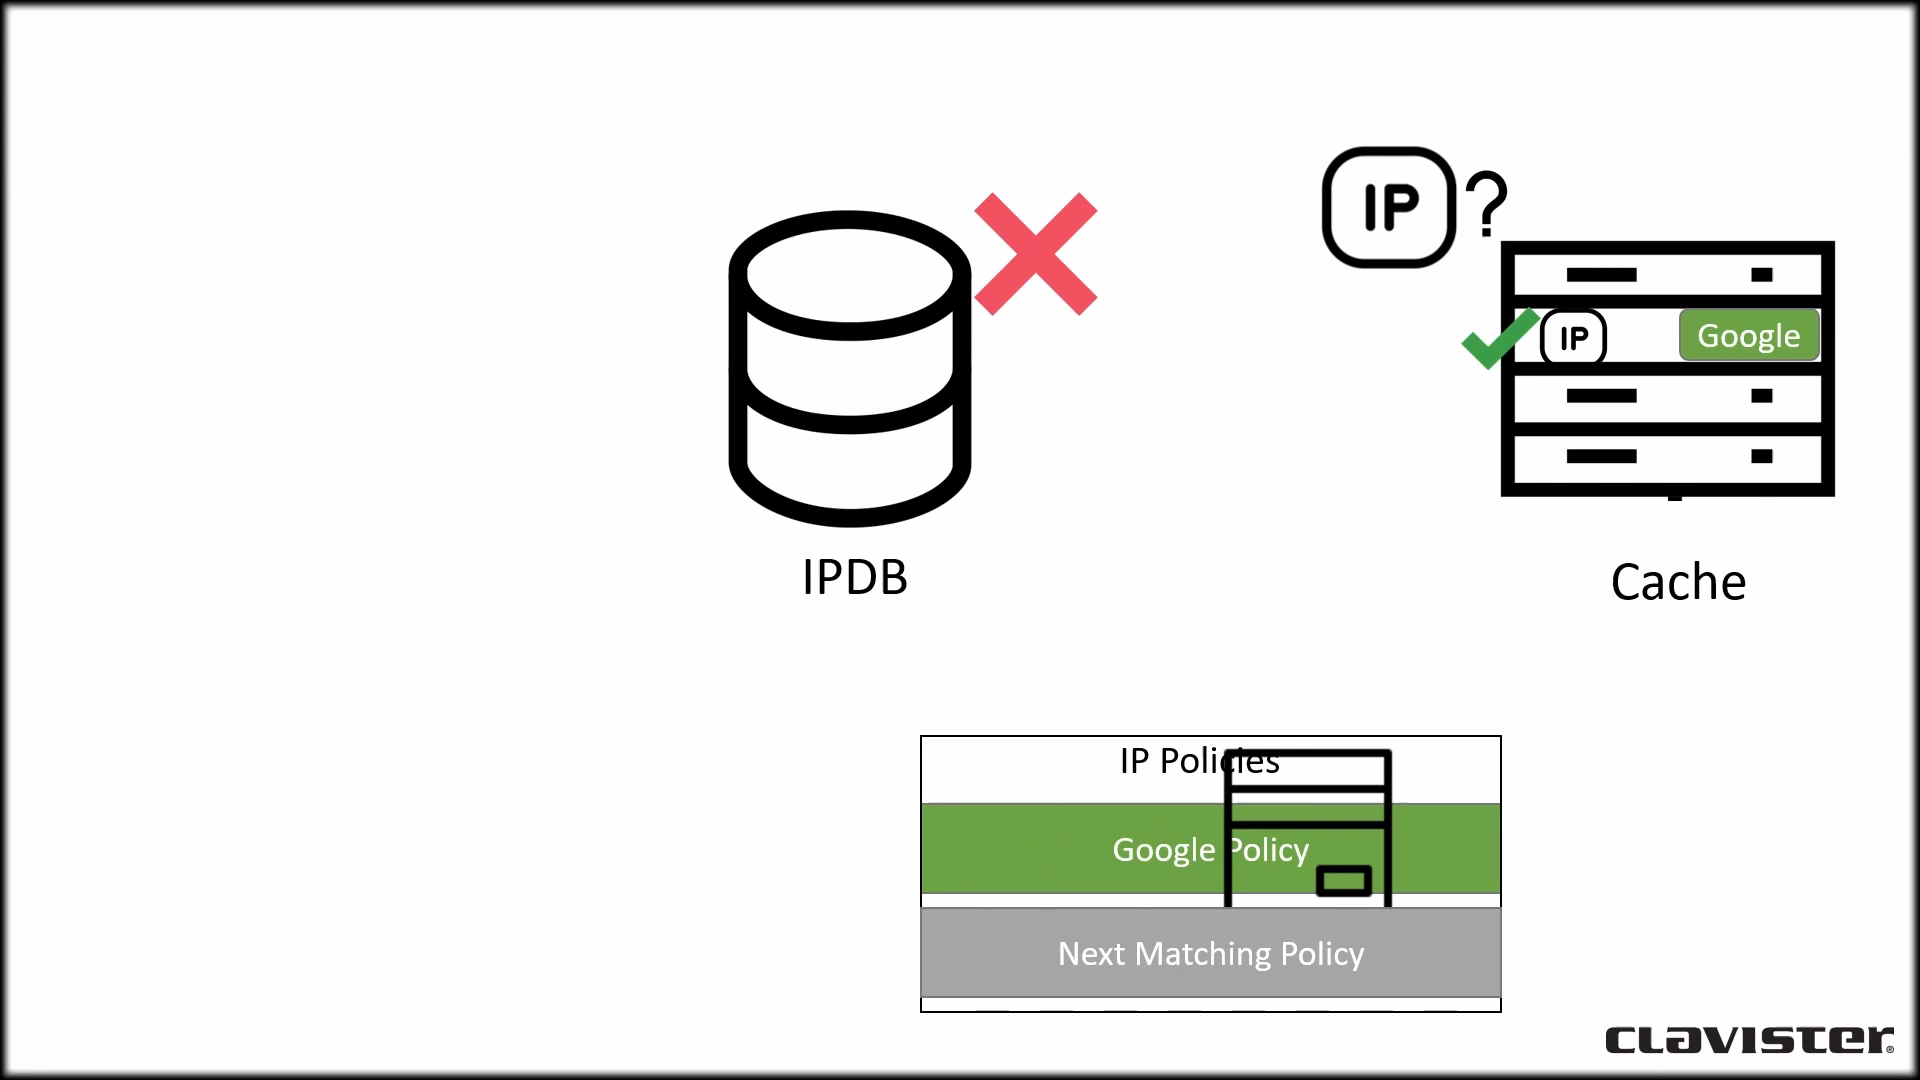 IP?
IP
Google
IPDB
Cache
IP Policies
Google Policy
Next Matching Policy
CLAVISTER®